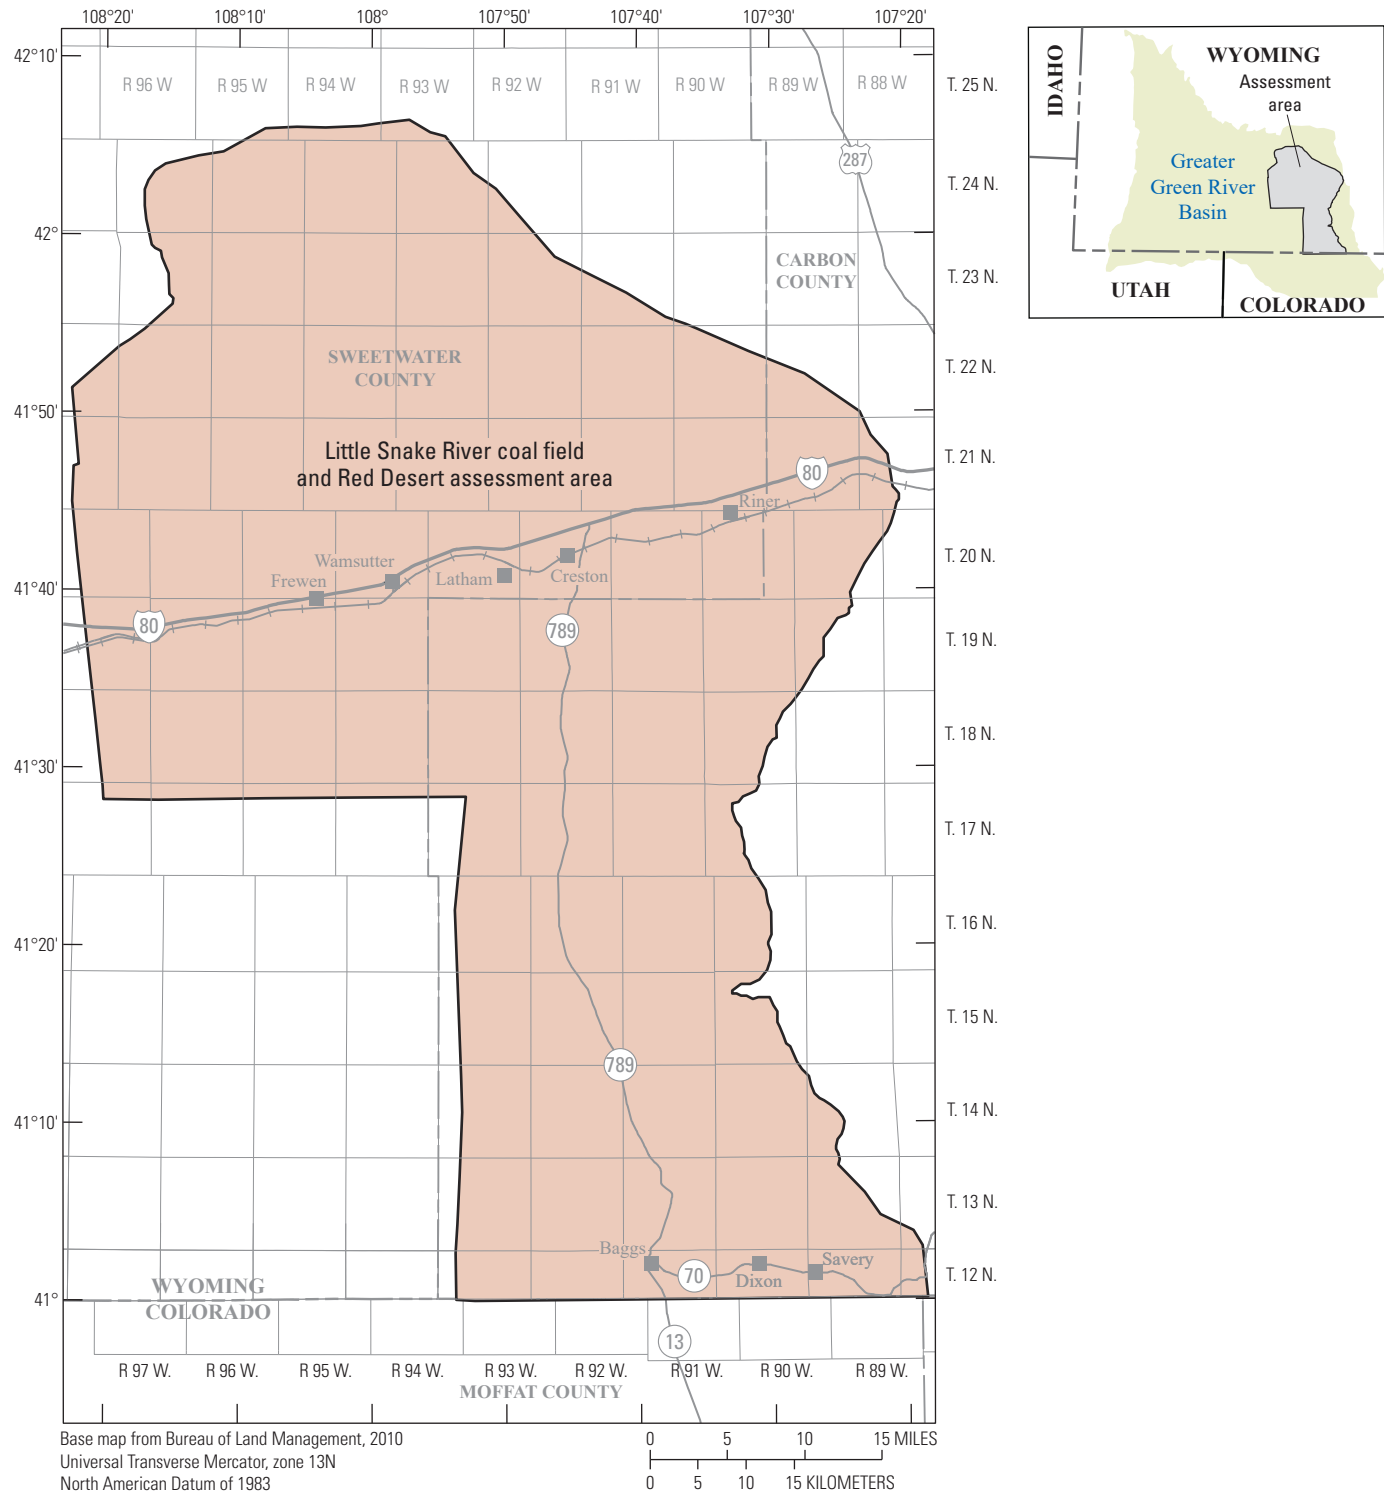 108°20' 108°10' 108° 107°50' 107°40' 107°30' 107°20'
42°10'
R 96 W R 95 W R 94 W R 93 W R 92 W R 91 W R 90 W R 89 W R 88 W
T. 25 N.
287
T. 24 N.
42°
CARBON
COUNTY
T. 23 N.
SWEETWATER
COUNTY
T. 22 N.
41°50'
Little Snake River coal field
and Red Desert assessment area
T. 21 N.
80
Riner
T. 20 N.
Wamsutter
Frewen
Latham
Creston
41°40'
80
789
T. 19 N.
T. 18 N.
41°30'
T. 17 N.
T. 16 N.
41°20'
T. 15 N.
789
T. 14 N.
41°10'
T. 13 N.
Baggs
70
Dixon
Savery
T. 12 N.
WYOMING
41°
COLORADO
13
R 97 W. R 96 W. R 95 W. R 94 W. R 93 W. R 92 W. R 91 W. R 90 W. R 89 W.
MOFFAT COUNTY
Base map from Bureau of Land Management, 2010
Universal Transverse Mercator, zone 13N
North American Datum of 1983
0 5 10 15 MILES
0 5 10 15 KILOMETERS
IDAHO
WYOMING
Assessment
area
Greater
Green River
Basin
UTAH
COLORADO